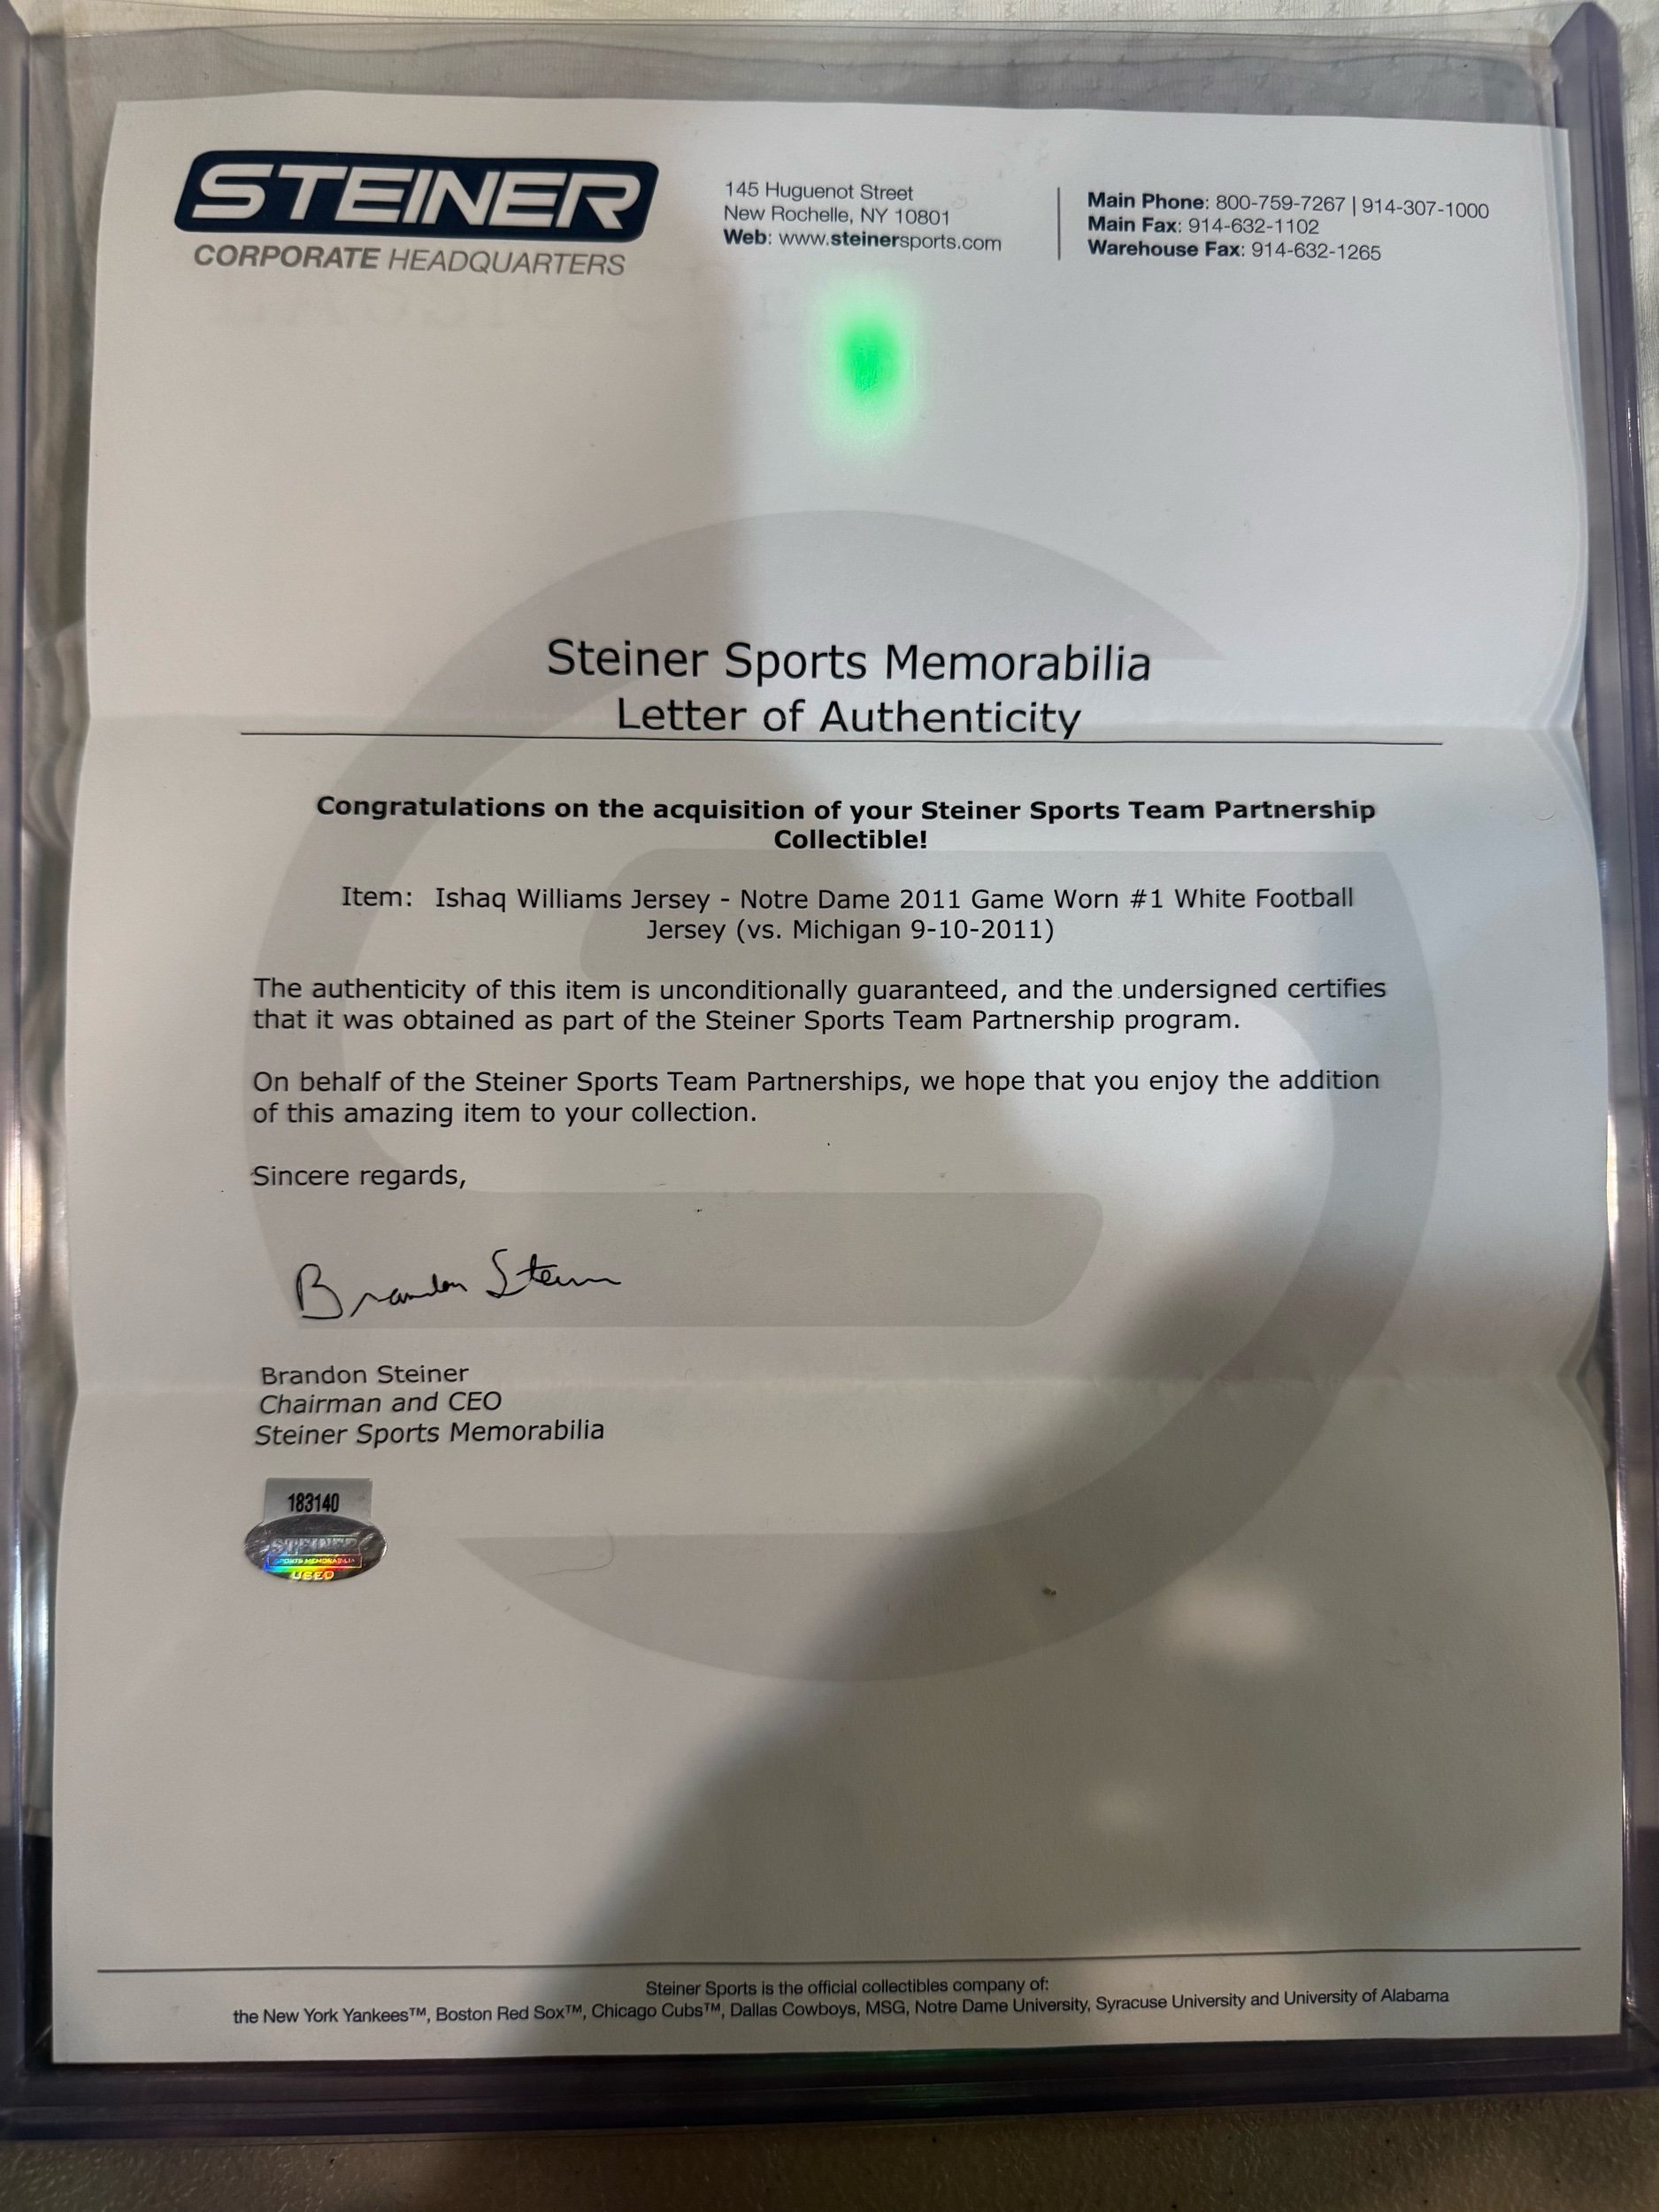 STEINER
CORPORATE HEADQUARTERS
145 Huguenot Street
New Rochelle, NY 10801
Web: www.steinersports.com
Main Phone: 800-759-7267 | 914-307-1000
Main Fax: 914-632-1102
Warehouse Fax: 914-632-1265
Steiner Sports Memorabilia
Letter of Authenticity
Congratulations on the acquisition of your Steiner Sports Team Partnership
Collectible!
Item: Ishaq Williams Jersey - Notre Dame 2011 Game Worn #1 White Football
Jersey (vs. Michigan 9-10-2011)
The authenticity of this item is unconditionally guaranteed, and the undersigned certifies
that it was obtained as part of the Steiner Sports Team Partnership program.
On behalf of the Steiner Sports Team Partnerships, we hope that you enjoy the addition
of this amazing item to your collection.
Sincere regards,
Brandon Steiner
Brandon Steiner
Chairman and CEO
Steiner Sports Memorabilia
183140
STEINER
SPORTS MEMORABILIA
USED
Steiner Sports is the official collectibles company of:
the New York Yankees™, Boston Red Sox™, Chicago Cubs™, Dallas Cowboys, MSG, Notre Dame University, Syracuse University and University of Alabama